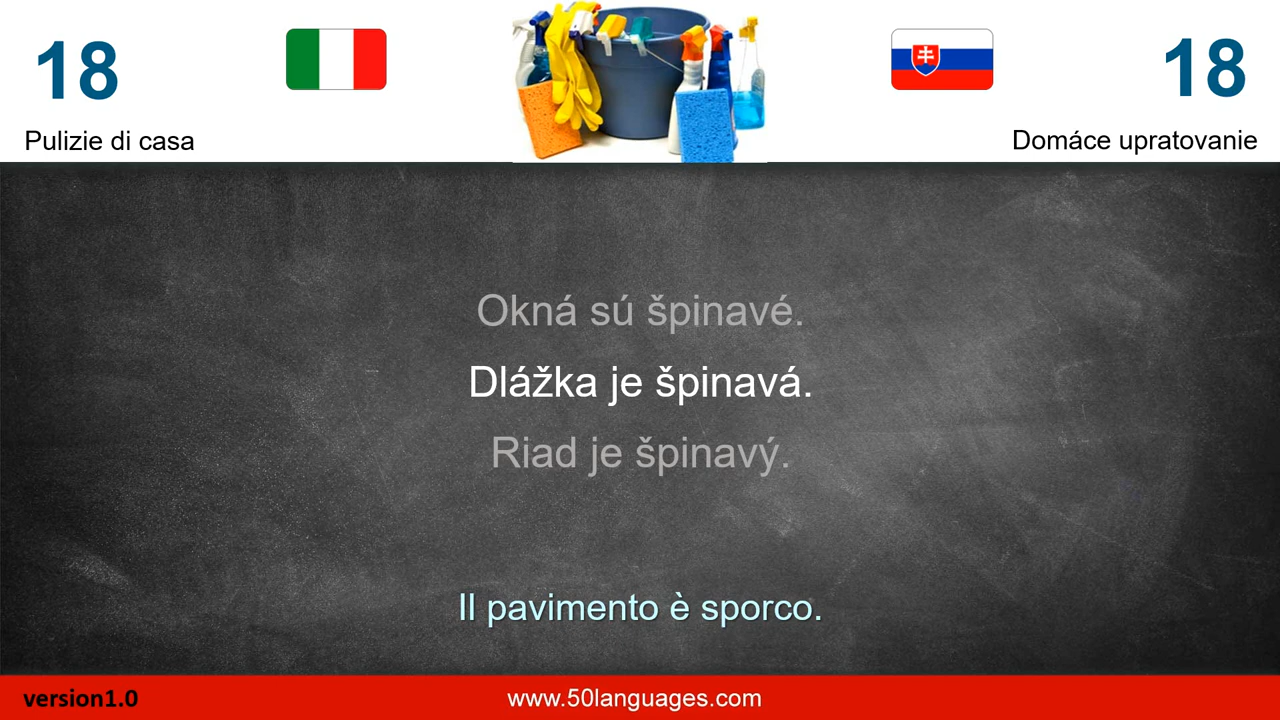 18
18
Pulizie di casa
Domáce upratovanie
Okná sú špinavé.
Dlážka je špinavá.
Riad je špinavý.
Il pavimento è sporco.
version1.0
www.50languages.com